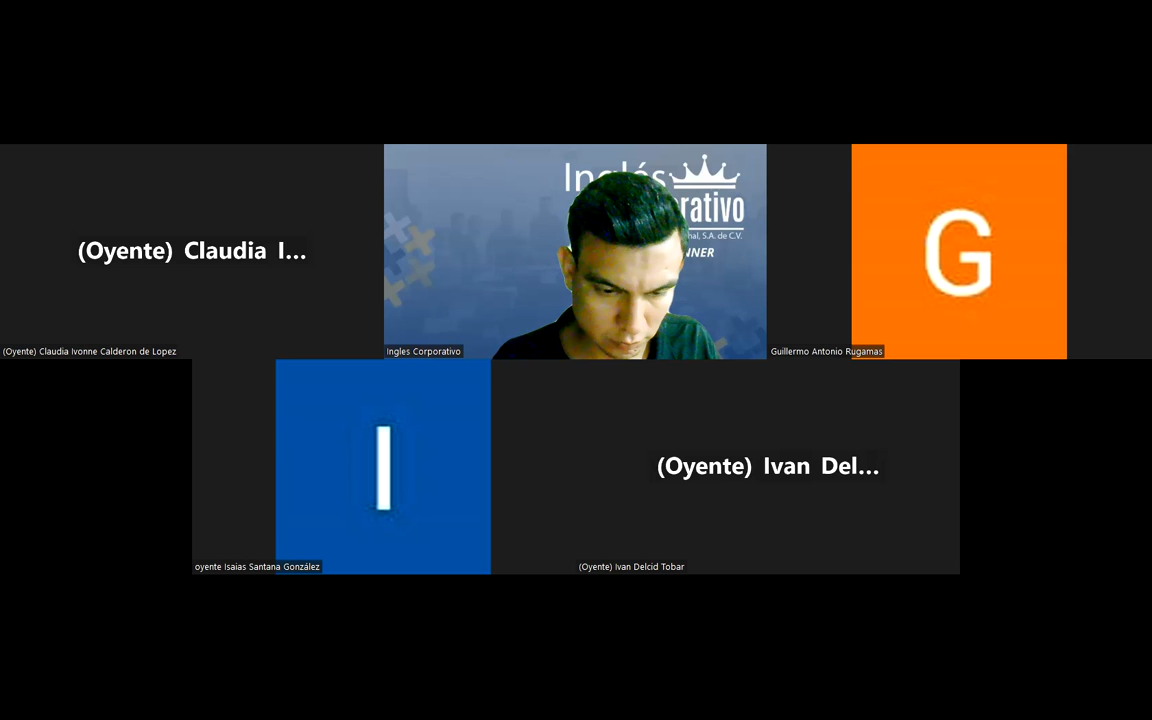 (Oyente) Claudia I...
(Oyente) Claudia Ivonne Calderon de Lopez
Inglés
rativo
nal, S.A. de C.V.
NNER
Ingles Corporativo
G
Guillermo Antonio Rugamas
I
oyente Isaias Santana González
(Oyente) Ivan Del...
(Oyente) Ivan Delcid Tobar